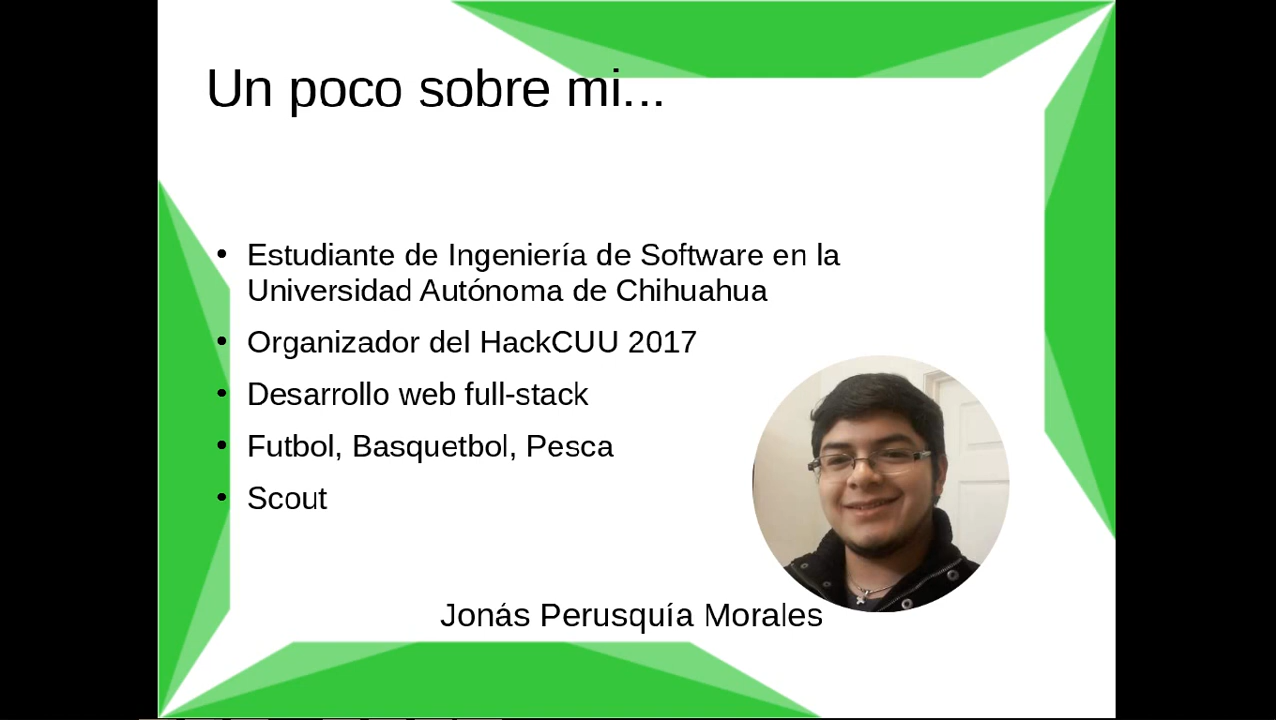 Un poco sobre mi...
Estudiante de Ingeniería de Software en la
Universidad Autónoma de Chihuahua
Organizador del HackCUU 2017
Desarrollo web full-stack
Futbol, Basquetbol, Pesca
Scout
Jonás Perusquía Morales